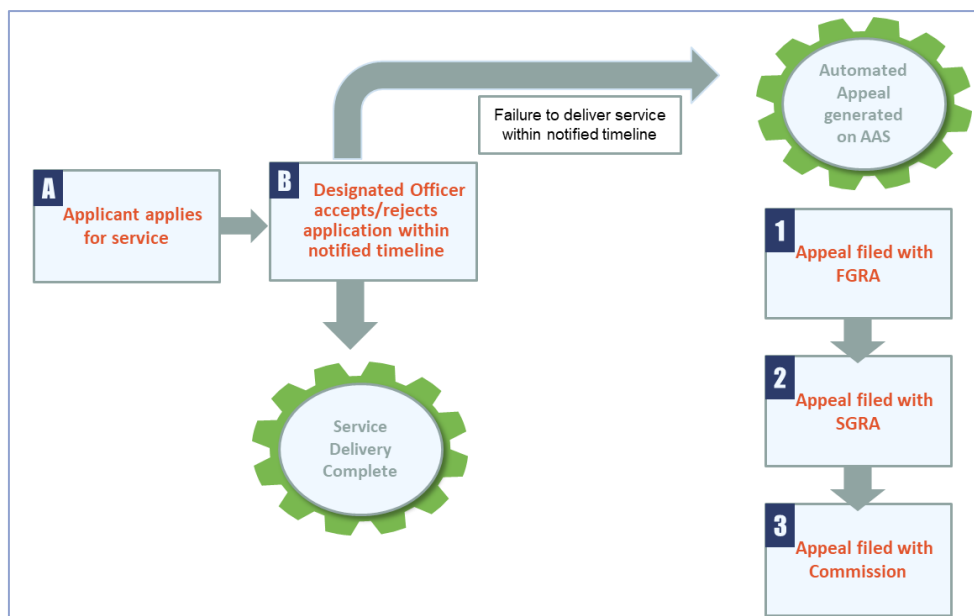 A
Applicant applies
for service
B
Designated Officer
accepts/rejects
application within
notified timeline
Failure to deliver service
within notified timeline
Automated
Appeal
generated
on AAS
Service
Delivery
Complete
1
Appeal filed with
FGRA
2
Appeal filed with
SGRA
3
Appeal filed with
Commission